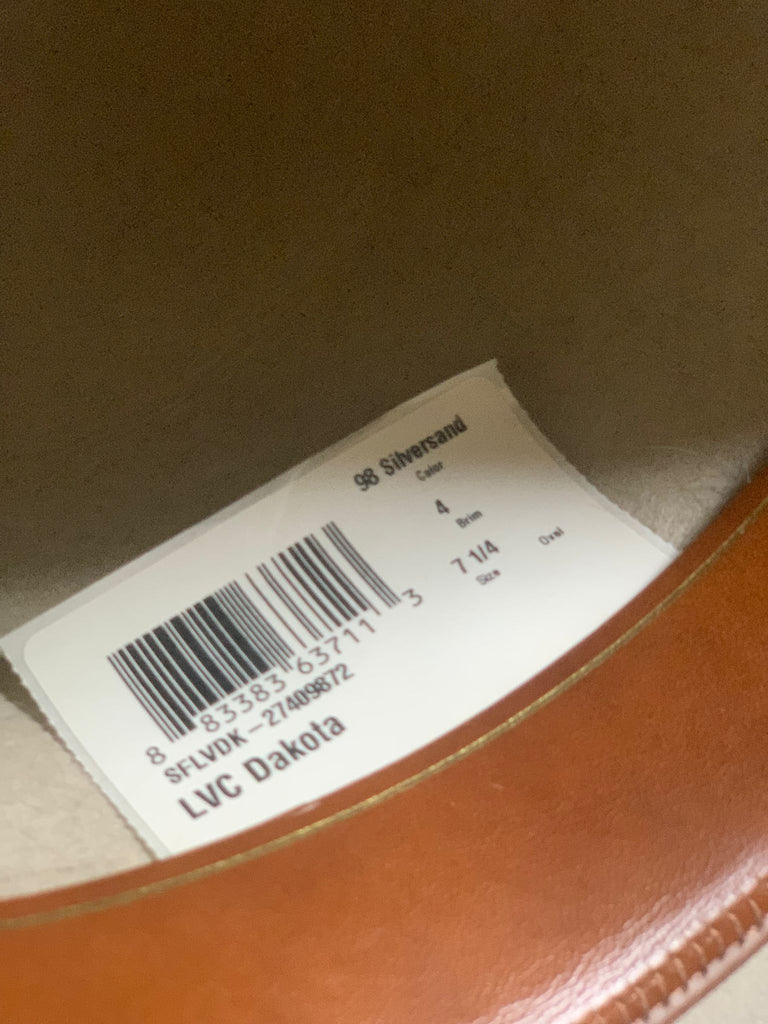 98 Silversand
Color
4
Brim
7 1/4
Size
Oval
8 83383 63711 3
SFLVDK-27409872
LVC Dakota